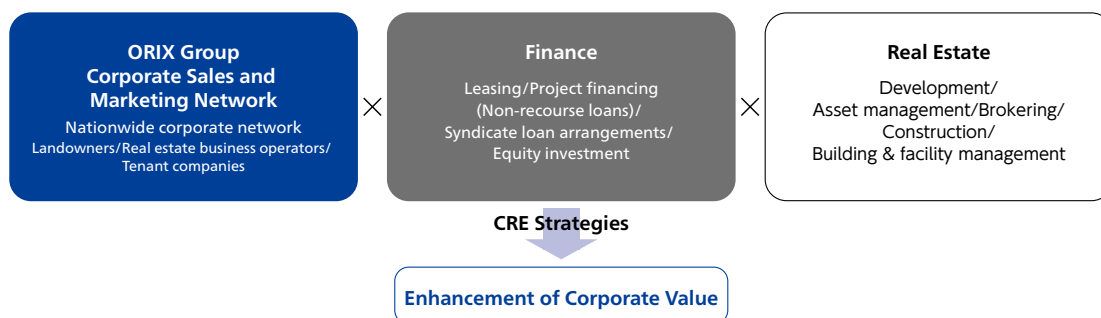 ORIX Group
Corporate Sales and
Marketing Network
Nationwide corporate network
Landowners/Real estate business operators/
Tenant companies
×
Finance
Leasing/Project financing
(Non-recourse loans)/
Syndicate loan arrangements/
Equity investment
×
Real Estate
Development/
Asset management/Brokering/
Construction/
Building & facility management
CRE Strategies
Enhancement of Corporate Value